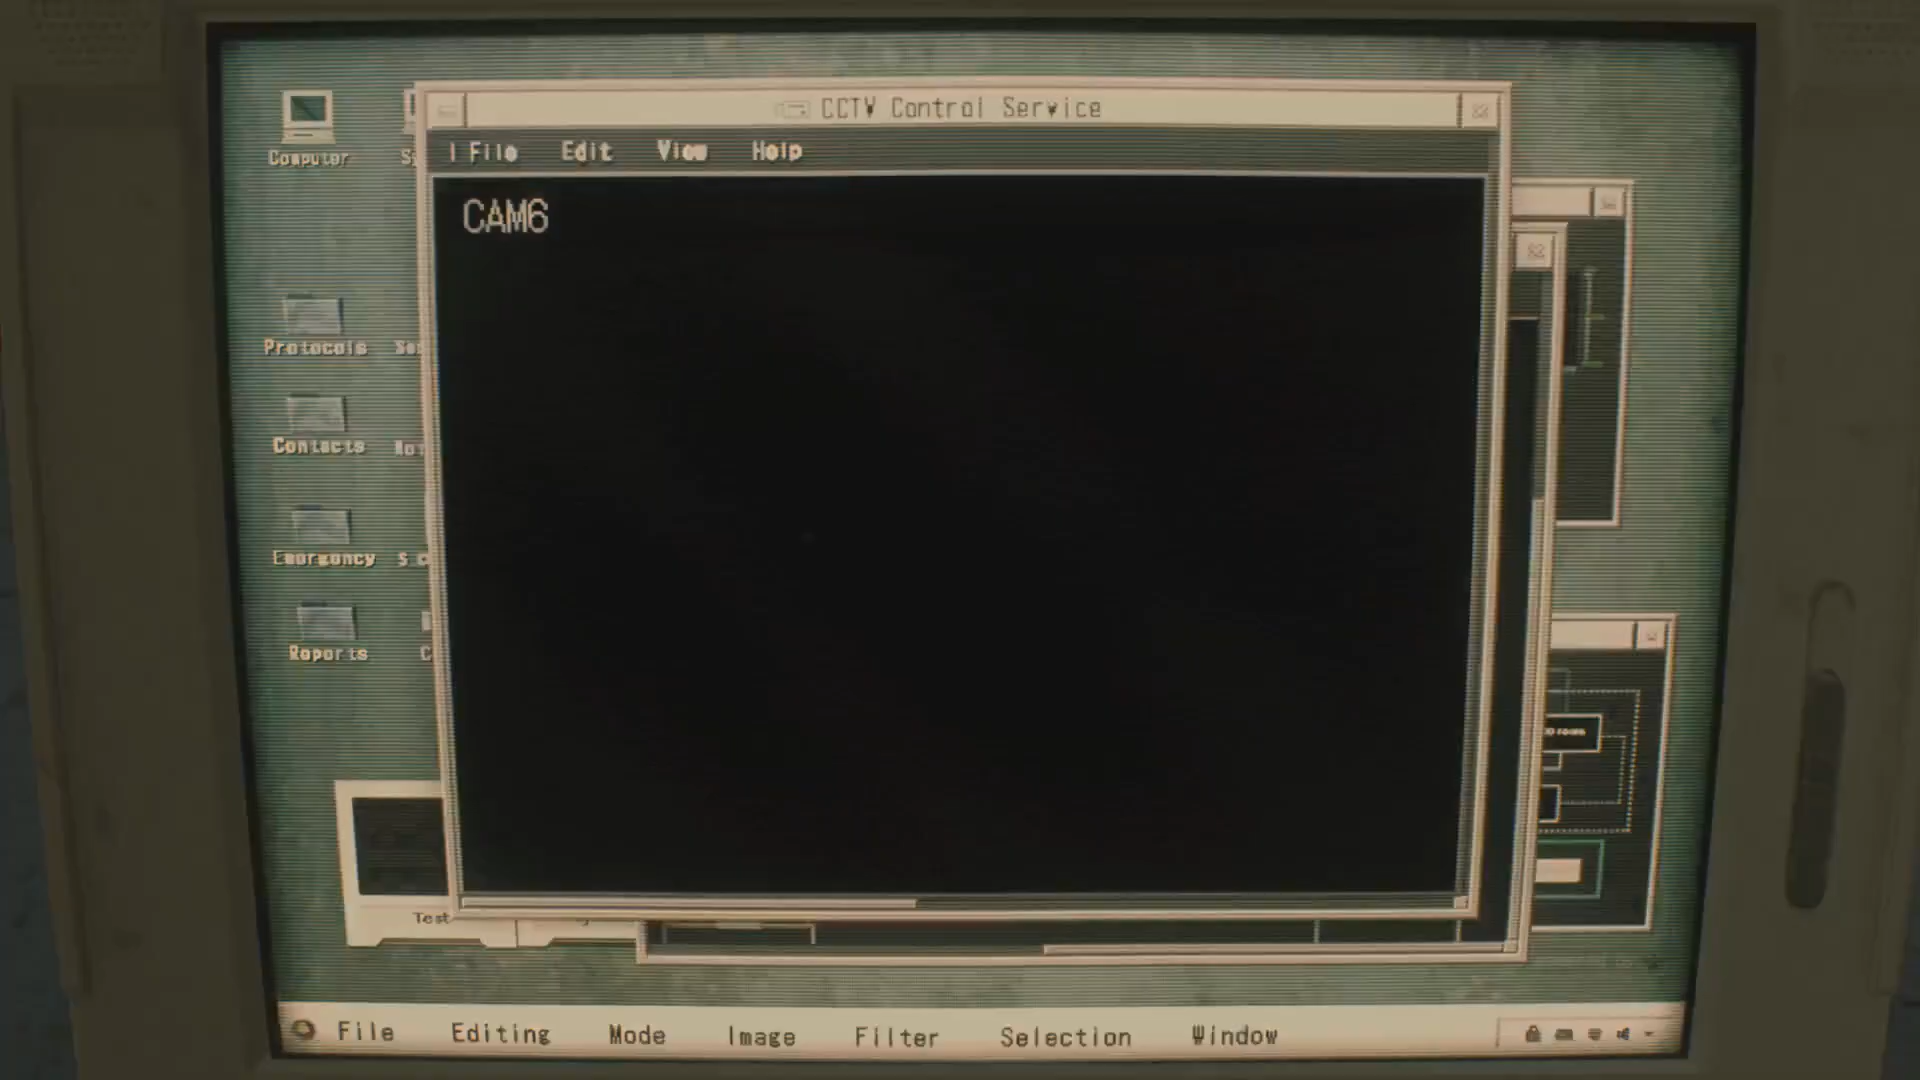 CCTV Control Service
File Edit View Help
CAM6
Computer
Protocols
Contacts
Emergency
Reports
Test
room
File Editing Mode Image Filter Selection Window